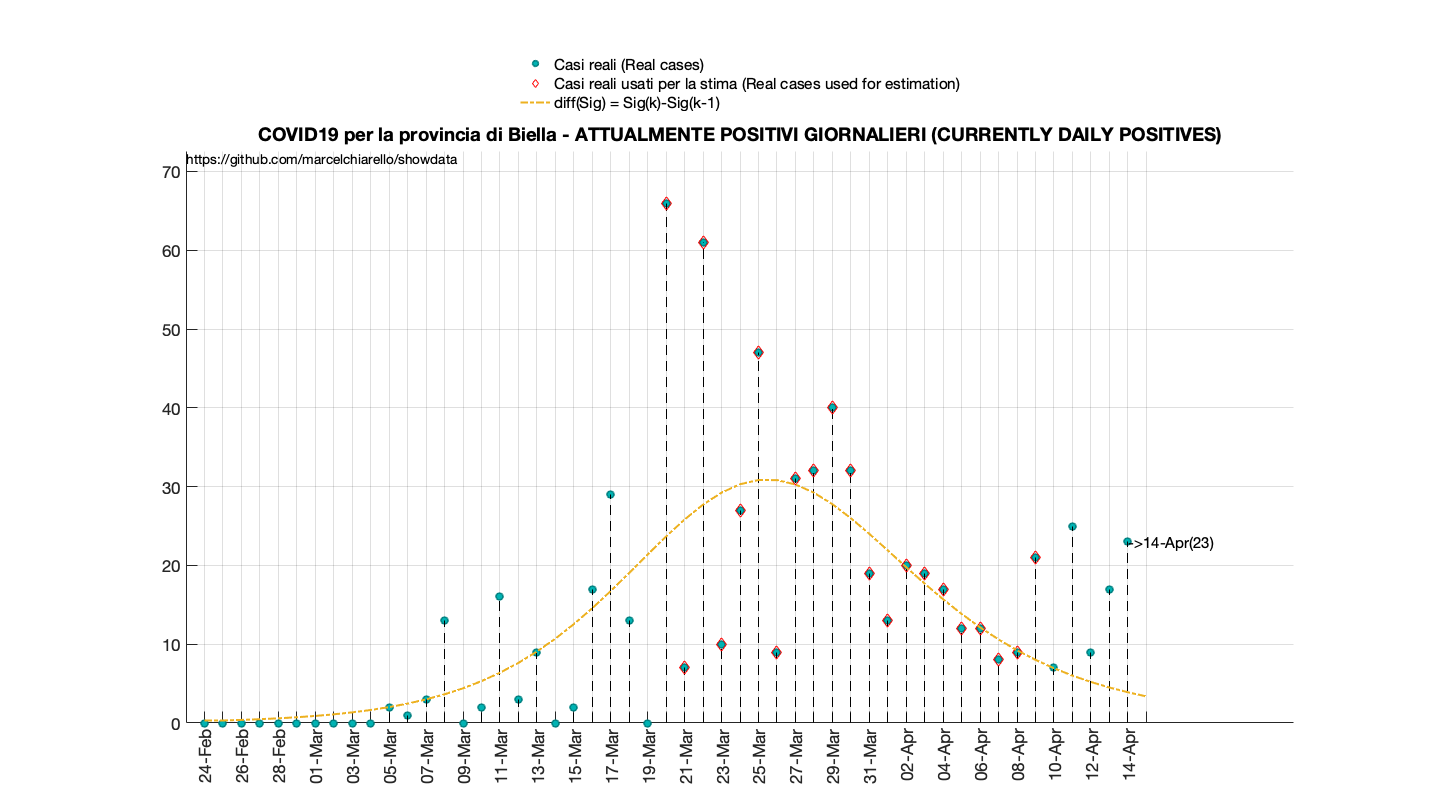 Casi reali (Real cases)
Casi reali usati per la stima (Real cases used for estimation)
diff(Sig) = Sig(k)-Sig(k-1)
COVID19 per la provincia di Biella - ATTUALMENTE POSITIVI GIORNALIERI (CURRENTLY DAILY POSITIVES)
https://github.com/marcelchiarello/showdata
70
60
50
40
30
20
10
0
->14-Apr(23)
24-Feb
26-Feb
28-Feb
01-Mar
03-Mar
05-Mar
07-Mar
09-Mar
11-Mar
13-Mar
15-Mar
17-Mar
19-Mar
21-Mar
23-Mar
25-Mar
27-Mar
29-Mar
31-Mar
02-Apr
04-Apr
06-Apr
08-Apr
10-Apr
12-Apr
14-Apr